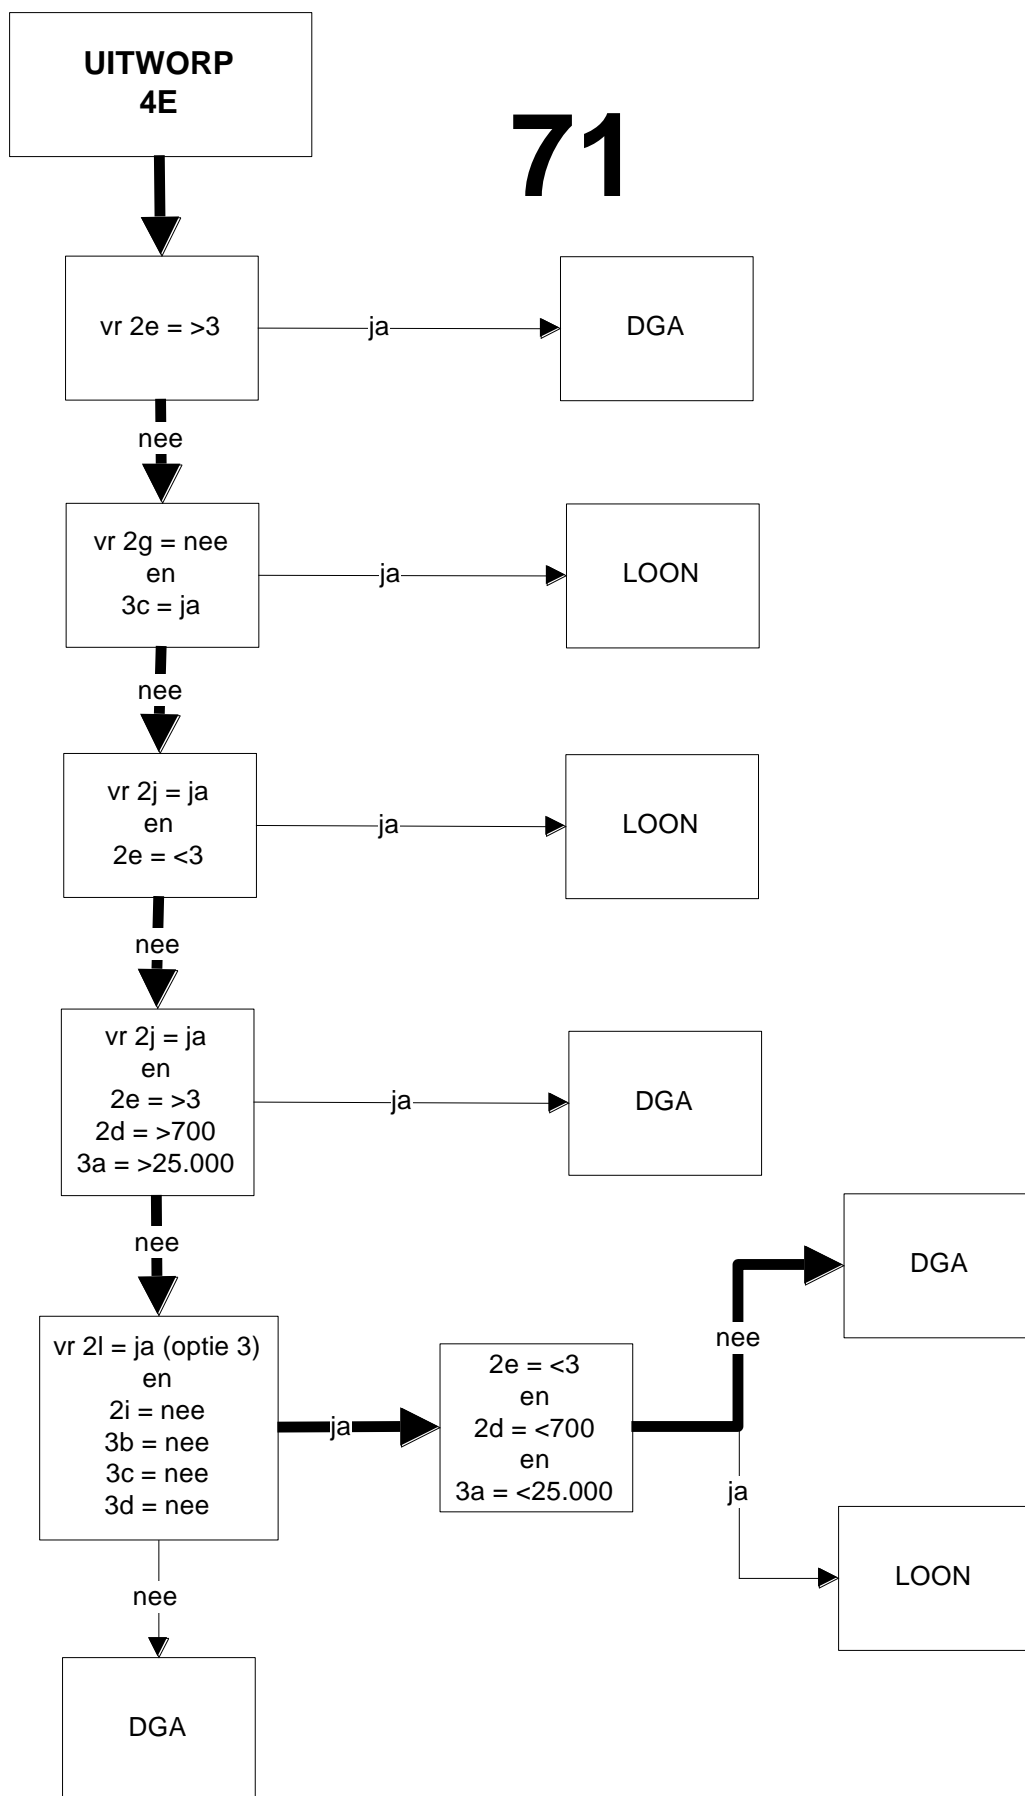 UITWORP
4E
71
vr 2e = >3
ja
DGA
nee
vr 2g = nee
en
3c = ja
ja
LOON
nee
vr 2j = ja
en
2e = <3
ja
LOON
nee
vr 2j = ja
en
2e = >3
2d = >700
3a = >25.000
ja
DGA
nee
vr 2l = ja (optie 3)
en
2i = nee
3b = nee
3c = nee
3d = nee
ja
2e = <3
en
2d = <700
en
3a = <25.000
nee
DGA
ja
LOON
nee
DGA